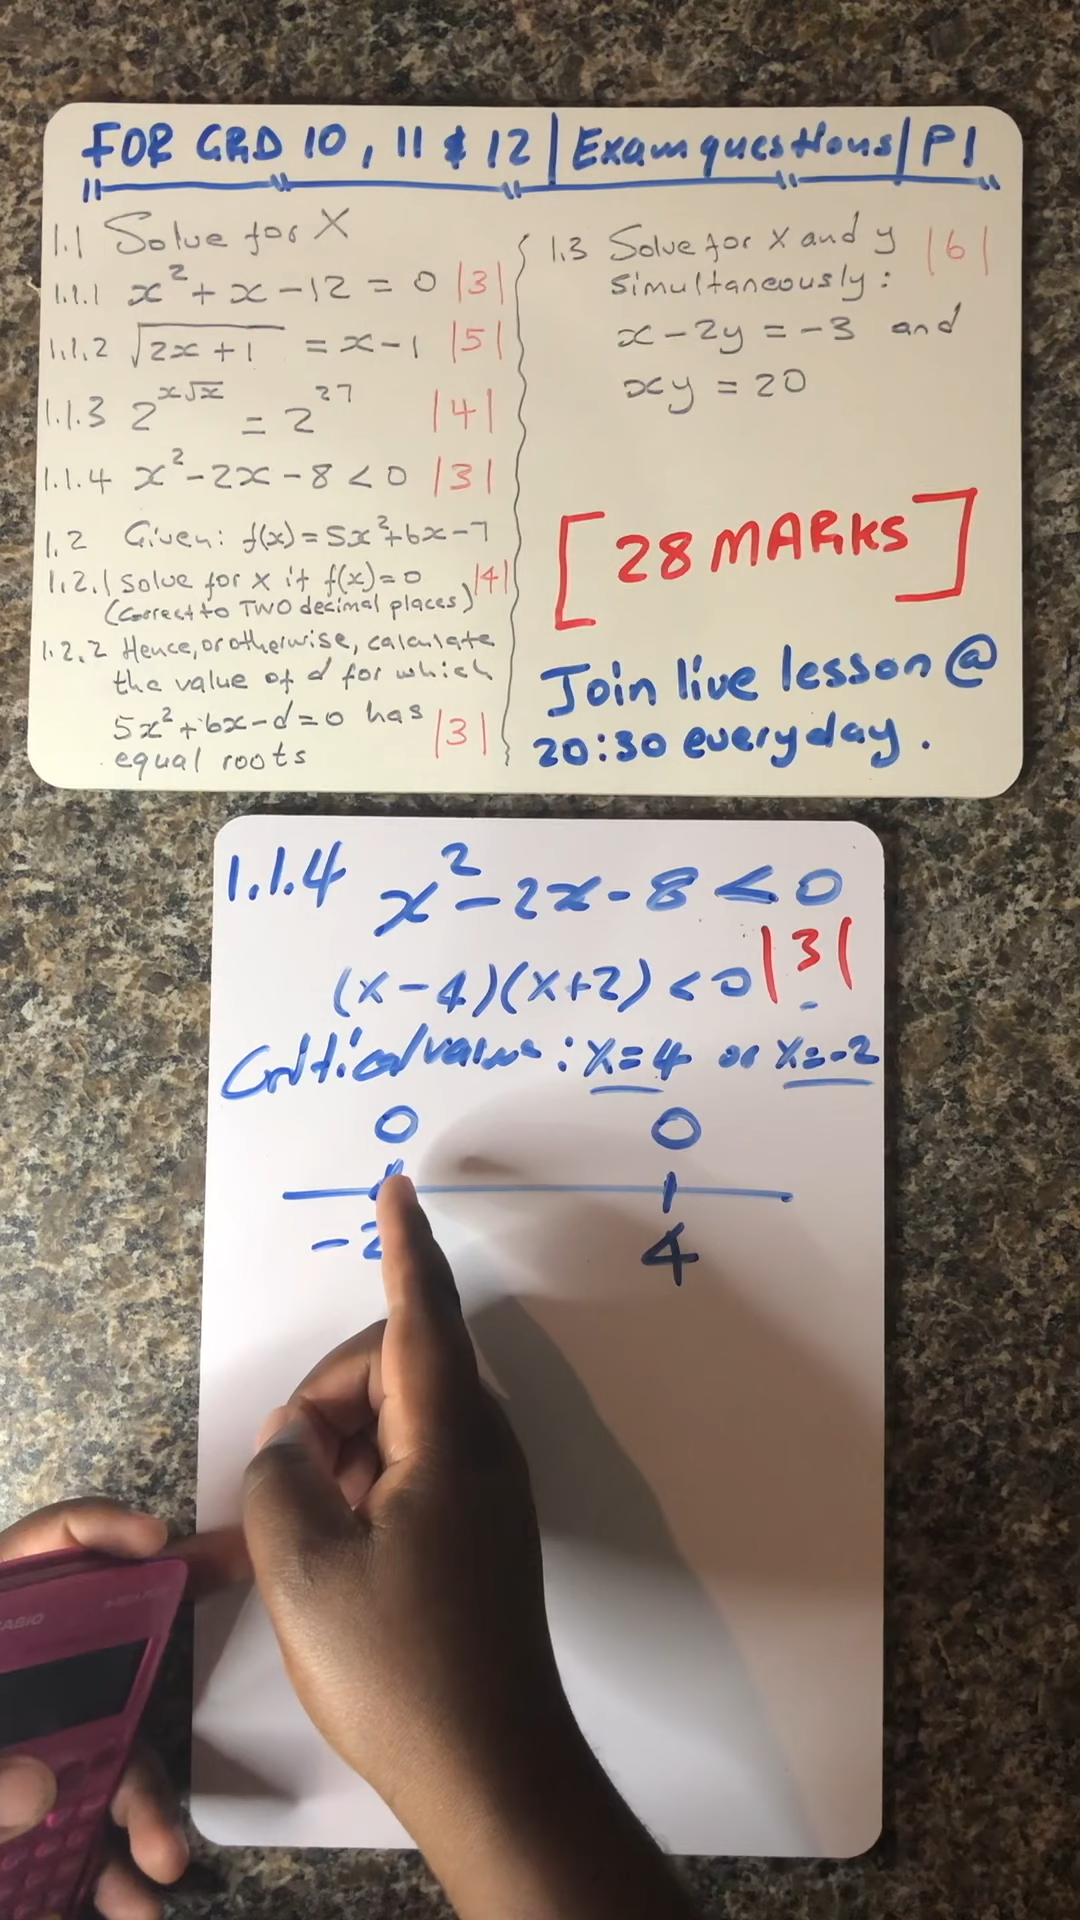 FOR GRD 10, 11 & 12 | Exam questions | P1
1.1 Solve for X
1.1.1 x² + x - 12 = 0 |3|
1.1.2 √(2x + 1) = x - 1 |5|
1.1.3 2^(x√x) = 2^27 |4|
1.1.4 x² - 2x - 8 < 0 |3|
1.2 Given: f(x) = 5x² + 6x - 7
1.2.1 Solve for x if f(x) = 0 |4|
(Correct to TWO decimal places)
1.2.2 Hence, or otherwise, calculate
the value of d for which
5x² + 6x - d = 0 has |3|
equal roots
1.3 Solve for X and y |6|
simultaneously:
x - 2y = -3 and
xy = 20
[28 MARKS]
Join live lesson @
20:30 everyday.
1.1.4 x² - 2x - 8 < 0
|3|
(x - 4)(x + 2) < 0
Critical values: x = 4 or x = -2
0 0
-2 4
CASIO